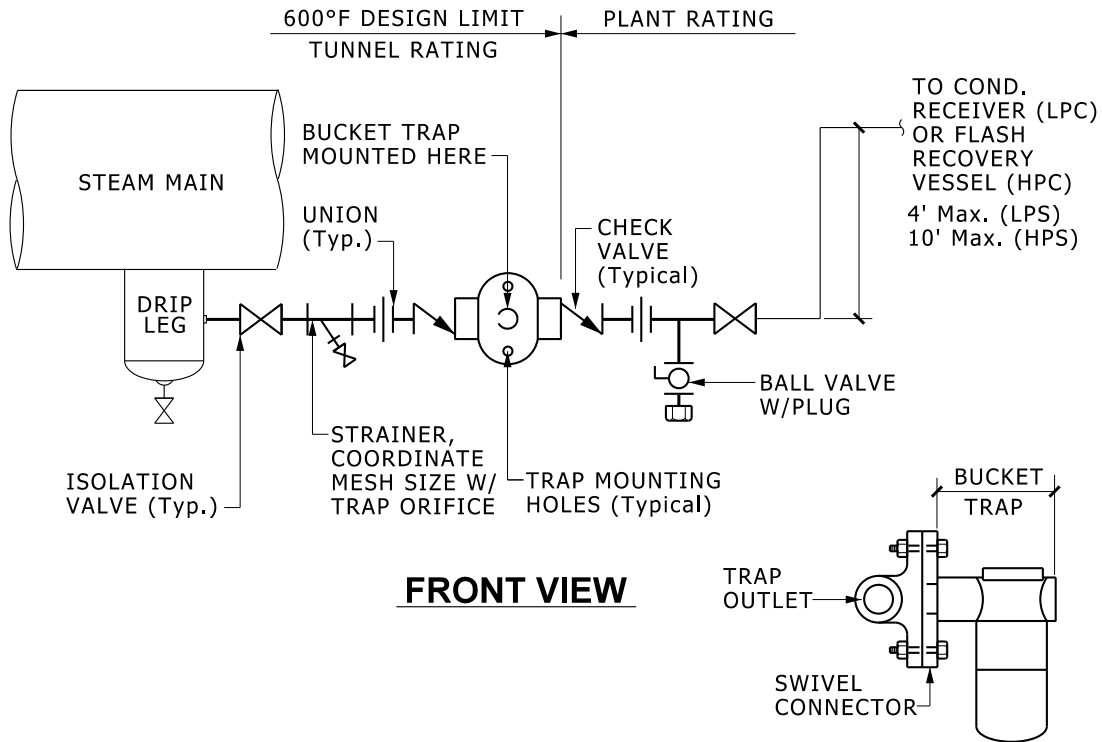 600°F DESIGN LIMIT
TUNNEL RATING
PLANT RATING
TO COND.
RECEIVER (LPC)
OR FLASH
RECOVERY
VESSEL (HPC)
4' Max. (LPS)
10' Max. (HPS)
BUCKET TRAP
MOUNTED HERE
STEAM MAIN
UNION
(Typ.)
CHECK
VALVE
(Typical)
DRIP
LEG
BALL VALVE
W/PLUG
STRAINER,
COORDINATE
MESH SIZE W/
TRAP ORIFICE
ISOLATION
VALVE (Typ.)
TRAP MOUNTING
HOLES (Typical)
BUCKET
TRAP
FRONT VIEW
TRAP
OUTLET
SWIVEL
CONNECTOR